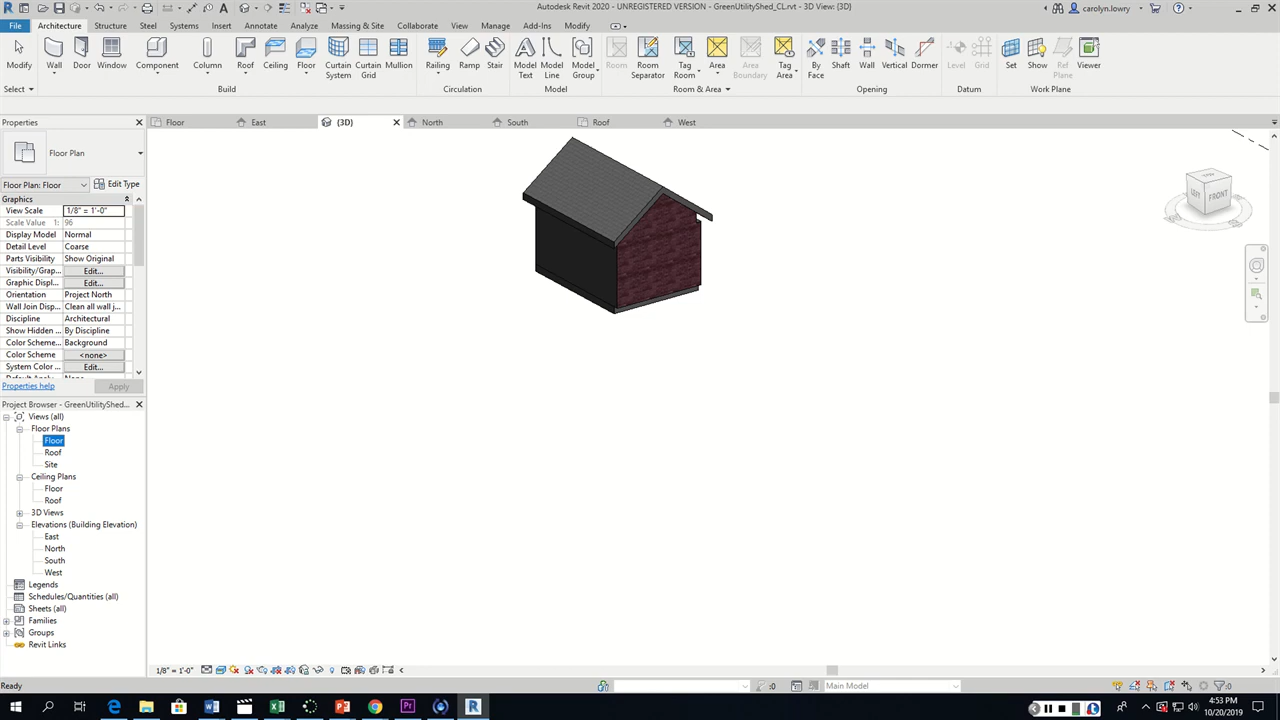 Autodesk Revit 2020 - UNREGISTERED VERSION - GreenUtilityShed_CL.rvt - 3D View: {3D}
carolyn.lowry
File Architecture Structure Steel Systems Insert Annotate Analyze Massing & Site Collaborate View Manage Add-Ins Modify
Modify Wall Door Window Component Column Roof Ceiling Floor Curtain System Curtain Grid Mullion Railing Ramp Stair Model Text Model Line Model Group Room Room Separator Tag Room Area Area Boundary Tag Area By Face Shaft Wall Vertical Dormer Level Grid Set Show Ref Plane Viewer
Select Build Circulation Model Room & Area Opening Datum Work Plane
Properties
Floor East {3D} North South Roof West
Floor Plan
Floor Plan: Floor Edit Type
Graphics
View Scale 1/8" = 1'-0"
Scale Value 1: 96
Display Model Normal
Detail Level Coarse
Parts Visibility Show Original
Visibility/Grap... Edit...
Graphic Displ... Edit...
Orientation Project North
Wall Join Disp... Clean all wall j...
Discipline Architectural
Show Hidden ... By Discipline
Color Scheme... Background
Color Scheme <none>
System Color ... Edit...
Properties help Apply
TOP
LEFT FRONT
Project Browser - GreenUtilityShed...
Views (all)
Floor Plans
Floor
Roof
Site
Ceiling Plans
Floor
Roof
3D Views
Elevations (Building Elevation)
East
North
South
West
Legends
Schedules/Quantities (all)
Sheets (all)
Families
Groups
Revit Links
1/8" = 1'-0"
Ready :0 Main Model :0
4:53 PM
10/20/2019